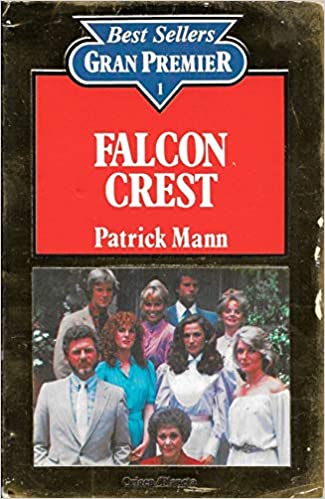 Best Sellers
GRAN PREMIER
1
FALCON
CREST
Patrick Mann